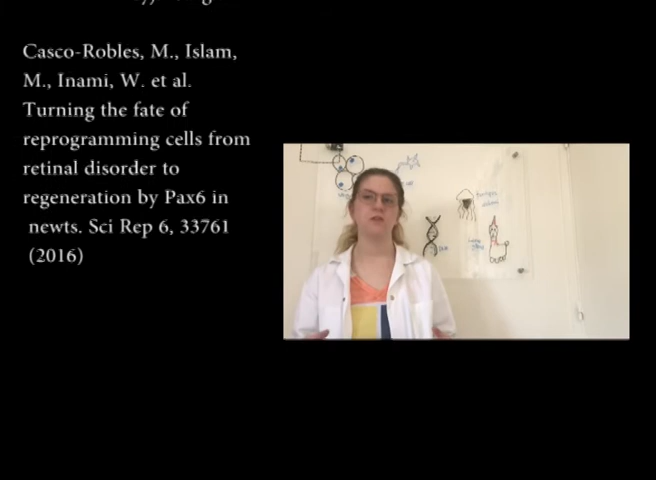 Casco-Robles, M., Islam,
M., Inami, W. et al.
Turning the fate of
reprogramming cells from
retinal disorder to
regeneration by Pax6 in
newts. Sci Rep 6, 33761
(2016)